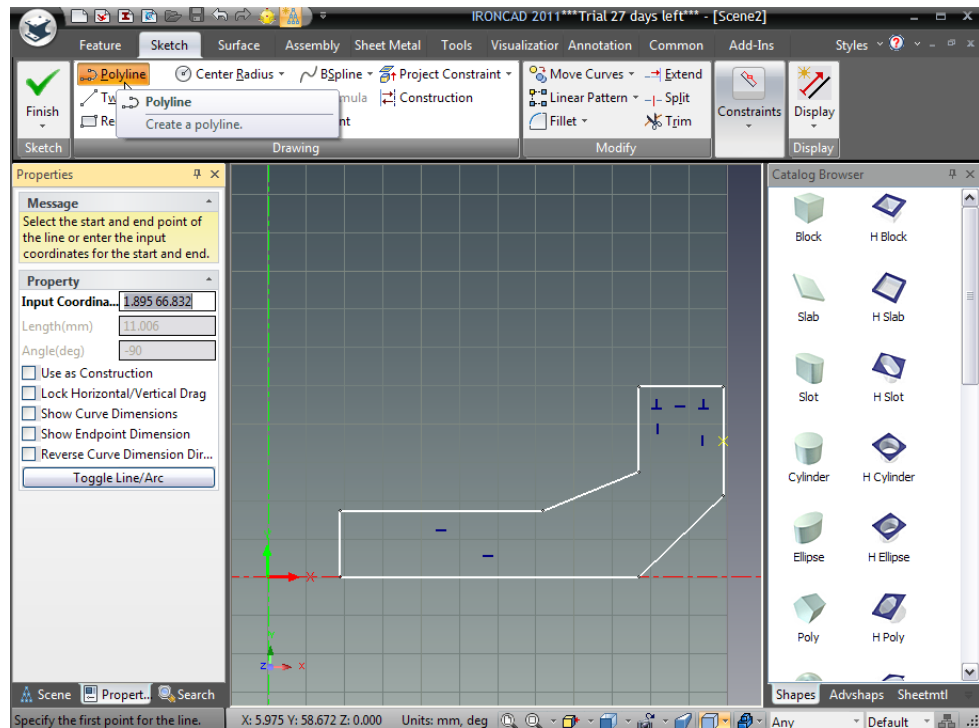 IRONCAD 2011***Trial 27 days left*** - [Scene2]
Feature Sketch Surface Assembly Sheet Metal Tools Visualization Annotation Common Add-Ins Styles
Polyline Center Radius BSpline Project Constraint Move Curves Extend
Tw mula Construction Linear Pattern Split
Re nt Fillet Trim
Finish Constraints Display
Polyline
Create a polyline.
Sketch Drawing Modify Display
Properties
Message
Select the start and end point of
the line or enter the input
coordinates for the start and end.
Property
Input Coordina... 1.895 66.832
Length(mm) 11.006
Angle(deg) -90
Use as Construction
Lock Horizontal/Vertical Drag
Show Curve Dimensions
Show Endpoint Dimension
Reverse Curve Dimension Dir...
Toggle Line/Arc
X
Z X
Catalog Browser
Block H Block
Slab H Slab
Slot H Slot
Cylinder H Cylinder
Ellipse H Ellipse
Poly H Poly
Scene Propert... Search
Shapes Advshaps Sheetmtl
Specify the first point for the line. X: 5.975 Y: 58.672 Z: 0.000 Units: mm, deg Any Default